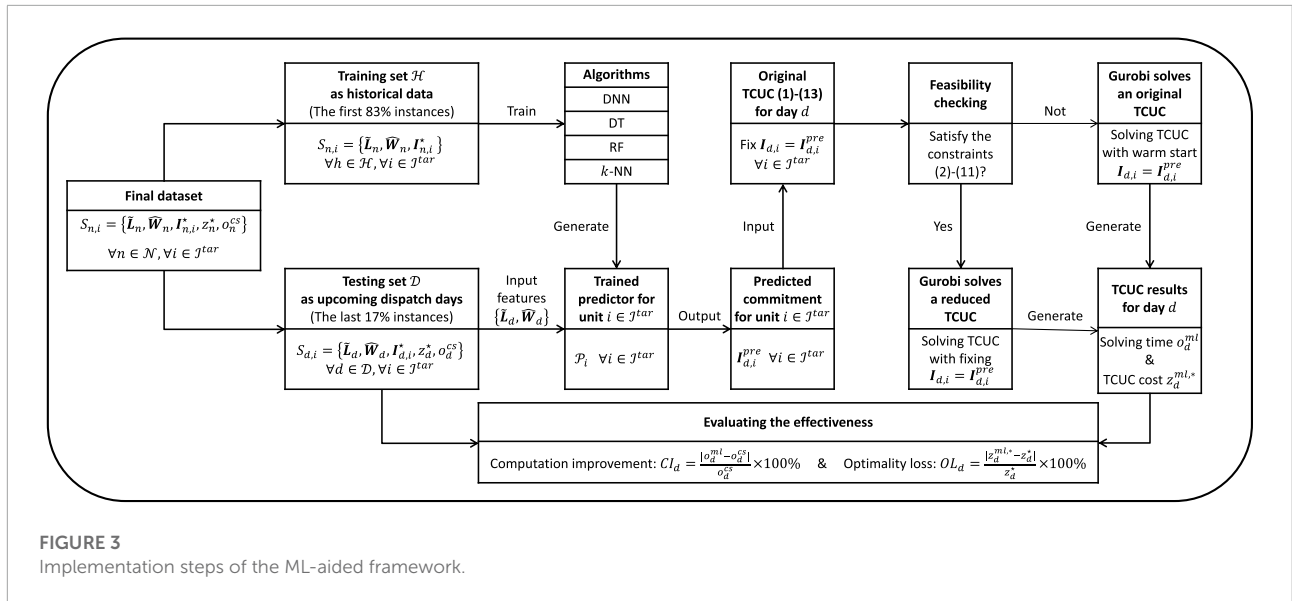 Final dataset
S_{n,i} = {L̃_n, Ŵ_n, I*_{n,i}, z*_n, o^{cs}_n}
∀n ∈ 𝒩, ∀i ∈ ℐ^{tar}
Training set ℋ
as historical data
(The first 83% instances)
S_{n,i} = {L̃_n, Ŵ_n, I*_{n,i}}
∀h ∈ ℋ, ∀i ∈ ℐ^{tar}
Train
Algorithms
DNN
DT
RF
k-NN
Generate
Testing set 𝒟
as upcoming dispatch days
(The last 17% instances)
S_{d,i} = {L̃_d, Ŵ_d, I*_{d,i}, z*_d, o^{cs}_d}
∀d ∈ 𝒟, ∀i ∈ ℐ^{tar}
Input
features
{L̃_d, Ŵ_d}
Trained
predictor for
unit i ∈ ℐ^{tar}
𝒫_i ∀i ∈ ℐ^{tar}
Output
Predicted
commitment
for unit i ∈ ℐ^{tar}
I^{pre}_{d,i} ∀i ∈ ℐ^{tar}
Input
Original
TCUC (1)-(13)
for day d
Fix I_{d,i} = I^{pre}_{d,i}
∀i ∈ ℐ^{tar}
Feasibility
checking
Satisfy the
constraints
(2)-(11)?
Not
Yes
Gurobi solves
an original
TCUC
Solving TCUC
with warm start
I_{d,i} = I^{pre}_{d,i}
Generate
Gurobi solves
a reduced
TCUC
Solving TCUC
with fixing
I_{d,i} = I^{pre}_{d,i}
Generate
TCUC results
for day d
Solving time o^{ml}_d
&
TCUC cost z^{ml,*}_d
Evaluating the effectiveness
Computation improvement: CI_d = |o^{ml}_d − o^{cs}_d| / o^{cs}_d ×100% & Optimality loss: OL_d = |z^{ml,*}_d − z*_d| / z*_d ×100%
FIGURE 3
Implementation steps of the ML-aided framework.